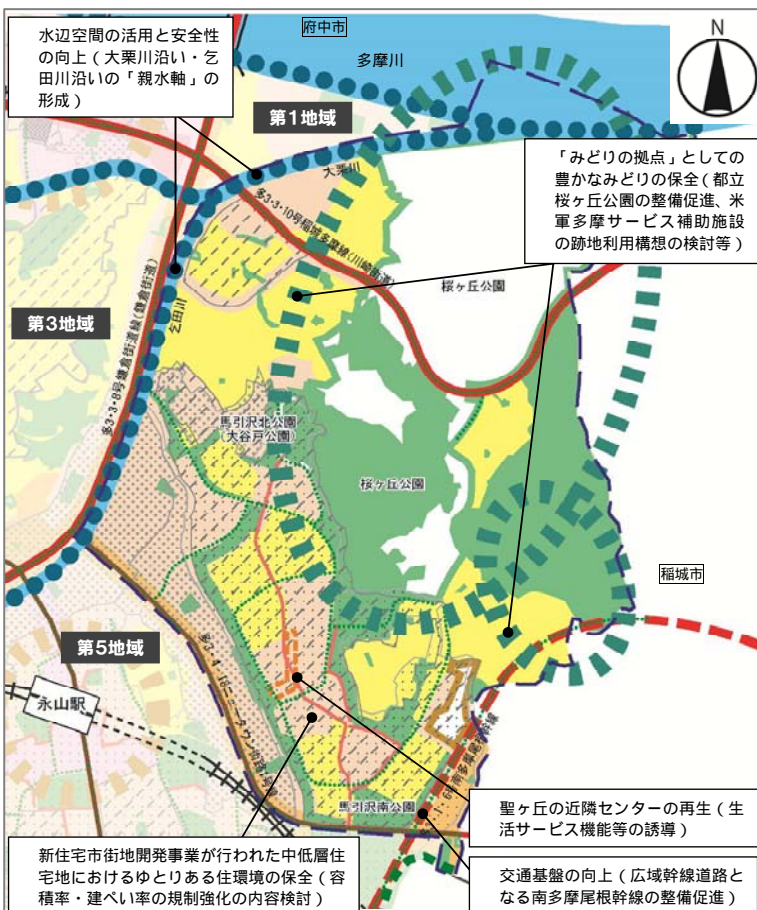 水辺空間の活用と安全性
の向上（大栗川沿い・乞
田川沿いの「親水軸」の
形成）
府中市
多摩川
N
第1地域
大栗川
「みどりの拠点」としての
豊かなみどりの保全（都立
桜ヶ丘公園の整備促進、米
軍多摩サービス補助施設
の跡地利用構想の検討等）
多3・3・10号稲城多摩線(川崎街道)
桜ヶ丘公園
乞田川
第3地域
多3・3・8号鎌倉街道線(鎌倉街道)
馬引沢北公園
(大谷戸公園)
桜ヶ丘公園
稲城市
第5地域
永山駅
馬引沢南公園
聖ヶ丘の近隣センターの再生（生
活サービス機能等の誘導）
新住宅市街地開発事業が行われた中低層住
宅地におけるゆとりある住環境の保全（容
積率・建ぺい率の規制強化の内容検討）
交通基盤の向上（広域幹線道路と
なる南多摩尾根幹線の整備促進）